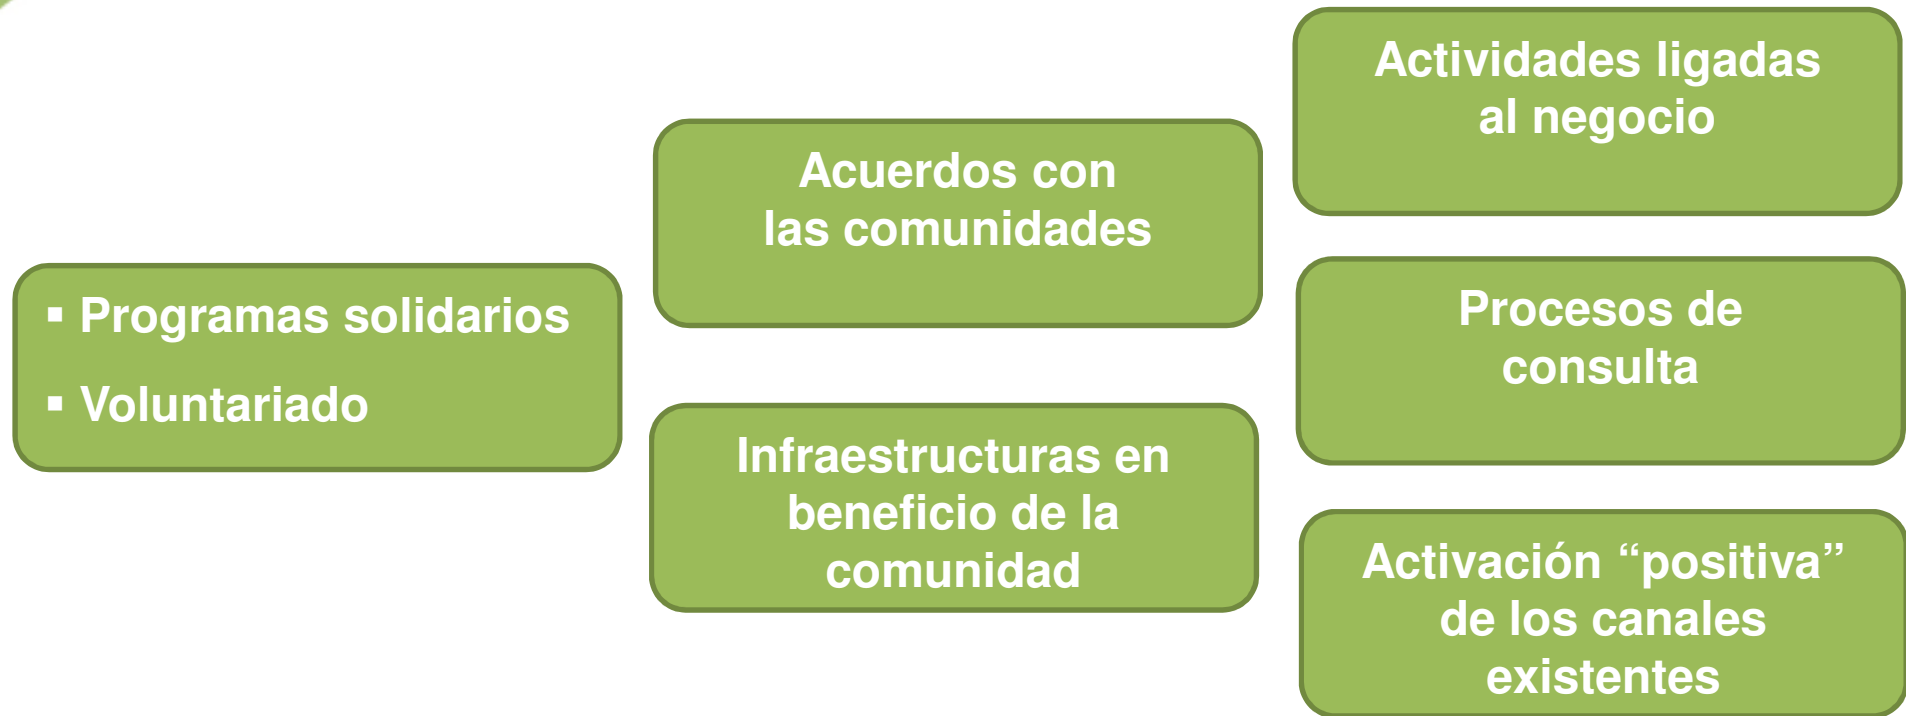 ▪ Programas solidarios
▪ Voluntariado
Acuerdos con
las comunidades
Infraestructuras en
beneficio de la
comunidad
Actividades ligadas
al negocio
Procesos de
consulta
Activación “positiva”
de los canales
existentes